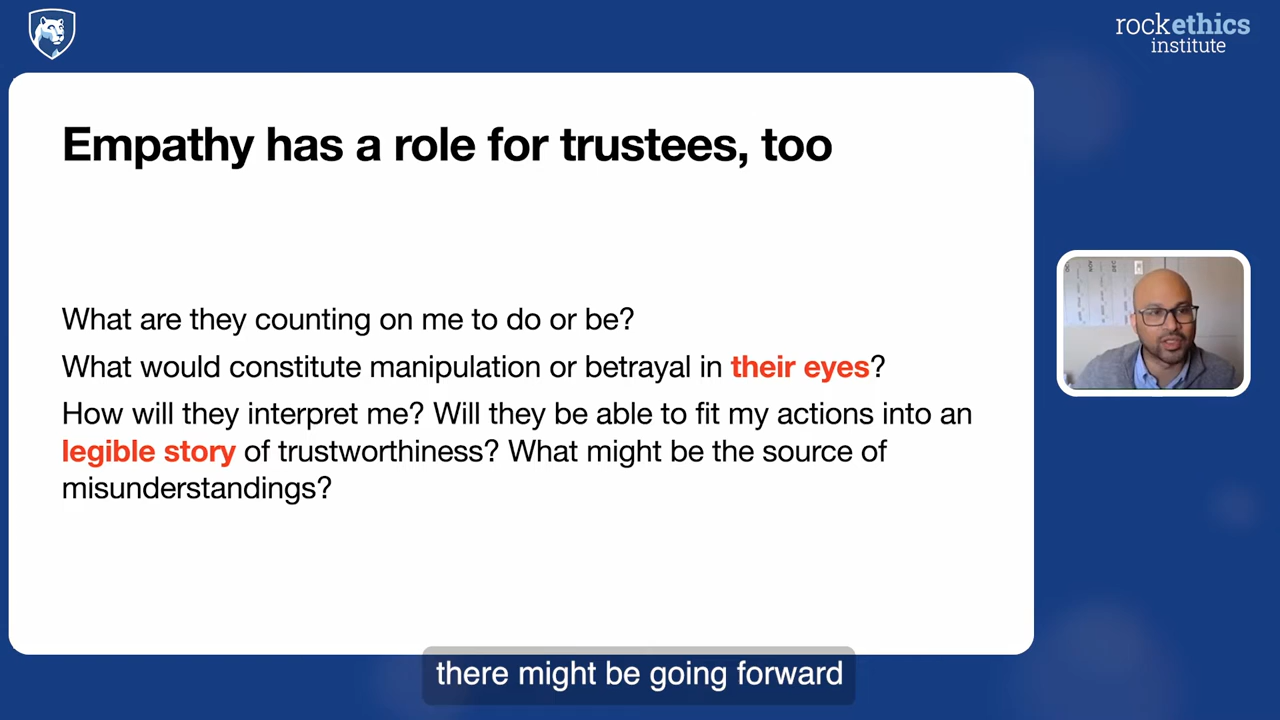 rockethics
institute
Empathy has a role for trustees, too
What are they counting on me to do or be?
What would constitute manipulation or betrayal in their eyes?
How will they interpret me? Will they be able to fit my actions into an
legible story of trustworthiness? What might be the source of
misunderstandings?
OCT
NOV
DEC
there might be going forward